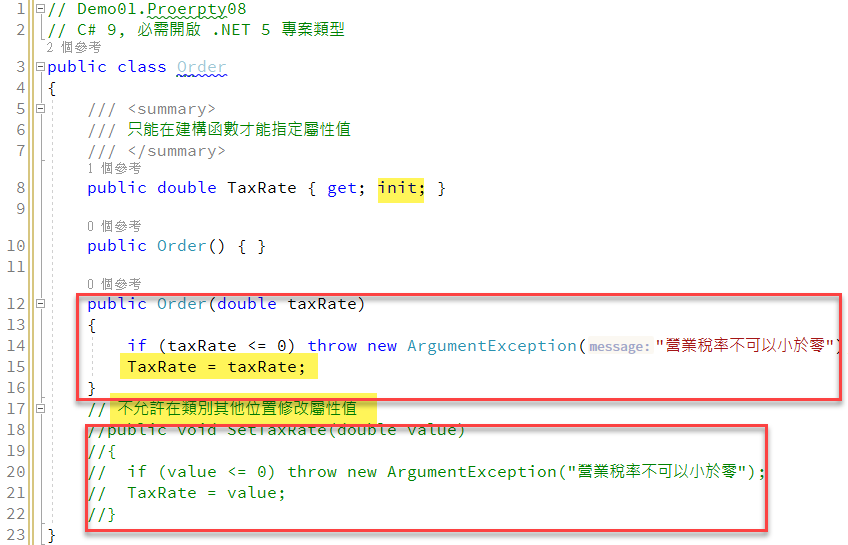 1 // Demo01.Proerpty08
2 // C# 9, 必需開啟 .NET 5 專案類型
2 個參考
3 public class Order
4 {
5 /// <summary>
6 /// 只能在建構函數才能指定屬性值
7 /// </summary>
1 個參考
8 public double TaxRate { get; init; }
9
0 個參考
10 public Order() { }
11
0 個參考
12 public Order(double taxRate)
13 {
14 if (taxRate <= 0) throw new ArgumentException(message: "營業稅率不可以小於零")
15 TaxRate = taxRate;
16 }
17 // 不允許在類別其他位置修改屬性值
18 //public void SetTaxRate(double value)
19 //{
20 // if (value <= 0) throw new ArgumentException("營業稅率不可以小於零");
21 // TaxRate = value;
22 //}
23 }